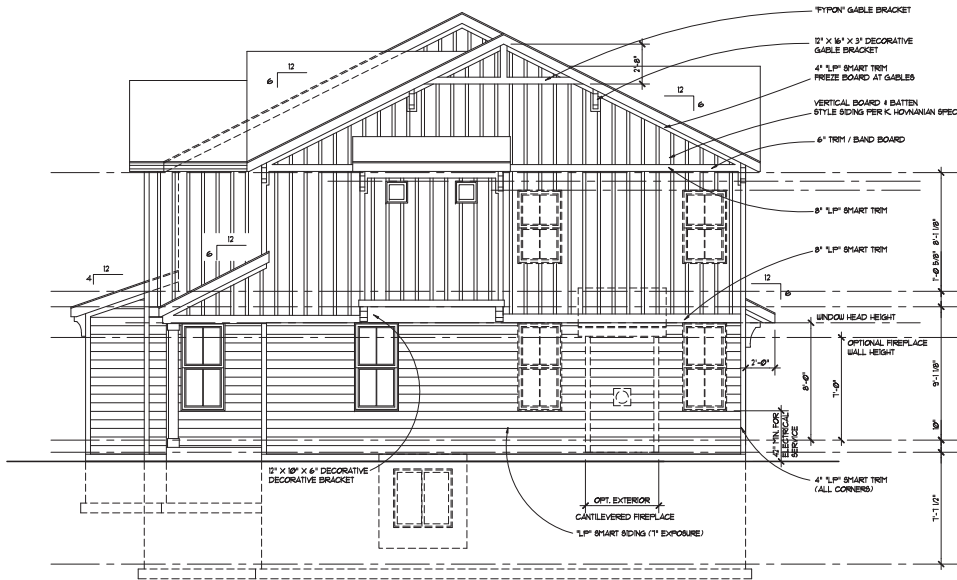 "FYPON" GABLE BRACKET
12" X 16" X 3" DECORATIVE
GABLE BRACKET
4" "LP" SMART TRIM
FRIEZE BOARD AT GABLES
VERTICAL BOARD & BATTEN
STYLE SIDING PER K. HOVNANIAN SPEC
6" TRIM / BAND BOARD
8" "LP" SMART TRIM
8" "LP" SMART TRIM
WINDOW HEAD HEIGHT
OPTIONAL FIREPLACE
WALL HEIGHT
4" "LP" SMART TRIM
(ALL CORNERS)
12
6
2'-8"
12
6
12
6
12
4
12
6
8'-1 1/8"
1'-0 5/8"
9'-1 1/8"
10"
7'-7 1/2"
2'-0"
8'-0"
7'-0"
42" MIN. FOR
ELECTRICAL
SERVICE
12" X 10" X 6" DECORATIVE
DECORATIVE BRACKET
OPT. EXTERIOR
CANTILEVERED FIREPLACE
"LP" SMART SIDING (7" EXPOSURE)